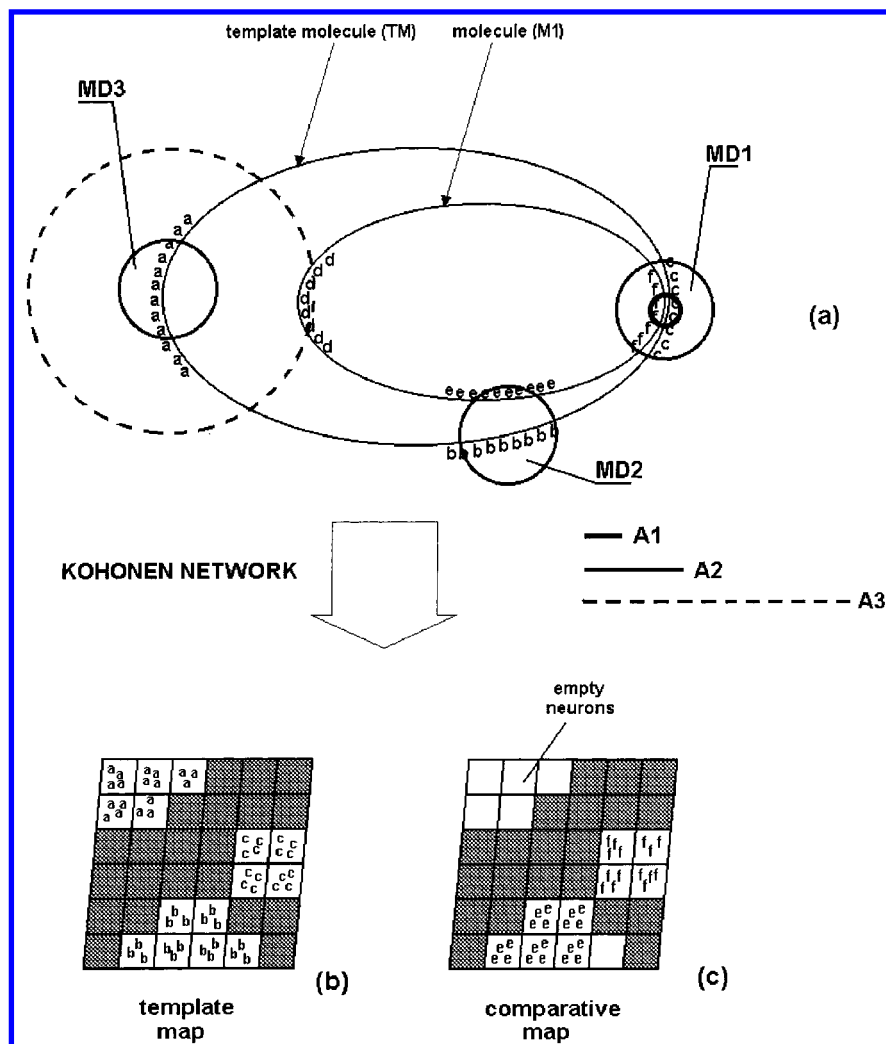 template molecule (TM)
molecule (M1)
MD3
MD1
a a a a a a a a a a a a
d d d d d d d d
f f f f f f f
e c c c c c c
e e e e e e e e e
b b b b b b b b b
MD2
(a)
A1
A2
A3
KOHONEN NETWORK
empty
neurons
a a a a a a a a a a a
a a a a a a a
c c c c c c c
c c c c c c
b b b b b b
b b b b b b b b b b b b
f f f f f f f
f f f f f f f f
e e e e e e e e
e e e e e e e e e e e e
(b)
(c)
template
map
comparative
map